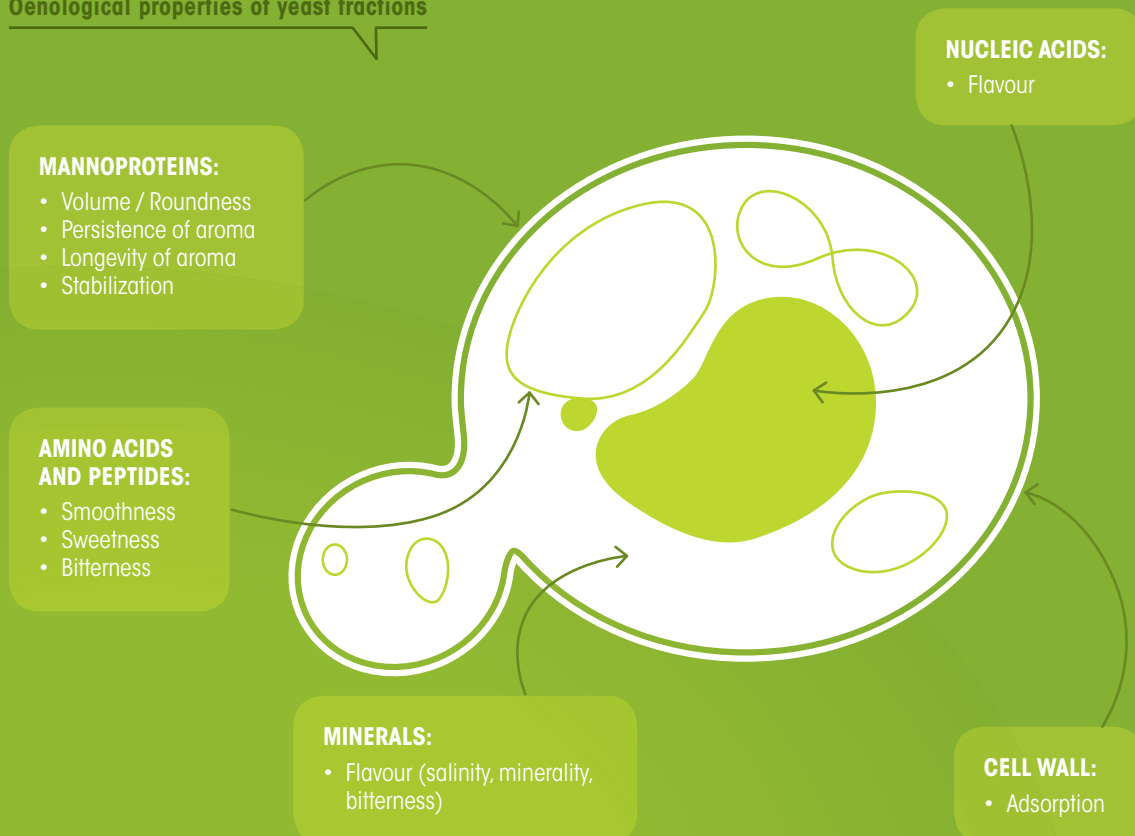 Oenological properties of yeast fractions
NUCLEIC ACIDS:
• Flavour
MANNOPROTEINS:
• Volume / Roundness
• Persistence of aroma
• Longevity of aroma
• Stabilization
AMINO ACIDS
AND PEPTIDES:
• Smoothness
• Sweetness
• Bitterness
MINERALS:
• Flavour (salinity, minerality,
bitterness)
CELL WALL:
• Adsorption